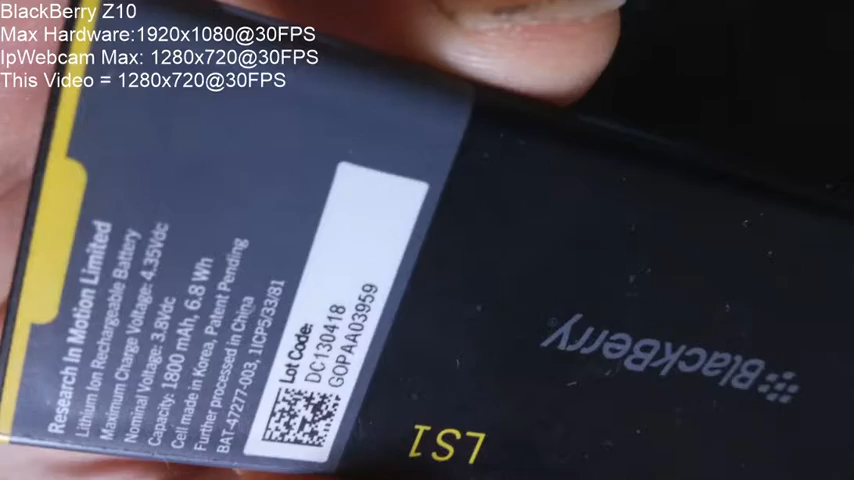 BlackBerry Z10
Max Hardware:1920x1080@30FPS
IpWebcam Max: 1280x720@30FPS
This Video = 1280x720@30FPS
Research In Motion Limited
Lithium Ion Rechargeable Battery
Maximum Charge Voltage: 4.35Vdc
Nominal Voltage: 3.8Vdc
Capacity: 1800 mAh, 6.8 Wh
Cell made in Korea, Patent Pending
Further processed in China
BAT-47277-003, 1ICP5/33/81
Lot Code:
DC130418
GOPAA03959
BlackBerry
LS1